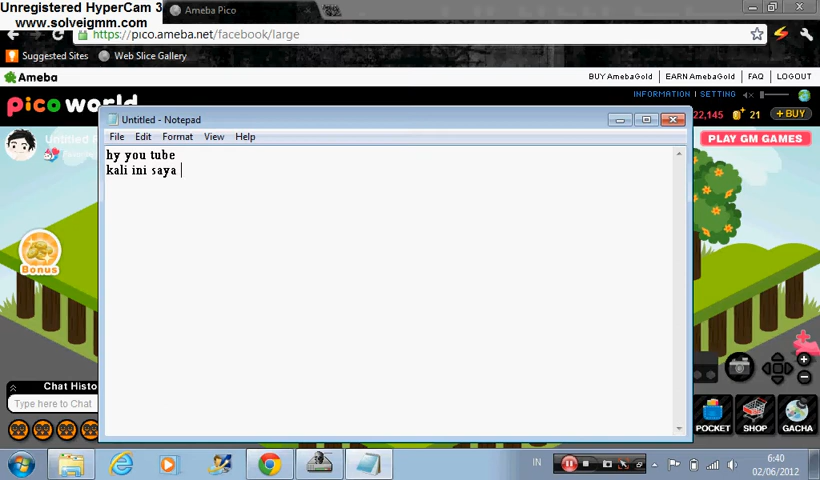 Unregistered HyperCam 3
www.solveigmm.com
Ameba Pico
https://pico.ameba.net/facebook/large
Suggested Sites
Web Slice Gallery
Ameba
BUY AmebaGold
EARN AmebaGold
FAQ
LOGOUT
pico world
INFORMATION
SETTING
22,145
21
+ BUY
PLAY GM GAMES
Untitled - Notepad
File Edit Format View Help
hy you tube
kali ini saya
Bonus
Chat Histo
Type here to Chat
POCKET
SHOP
GACHA
IN
6:40
02/06/2012